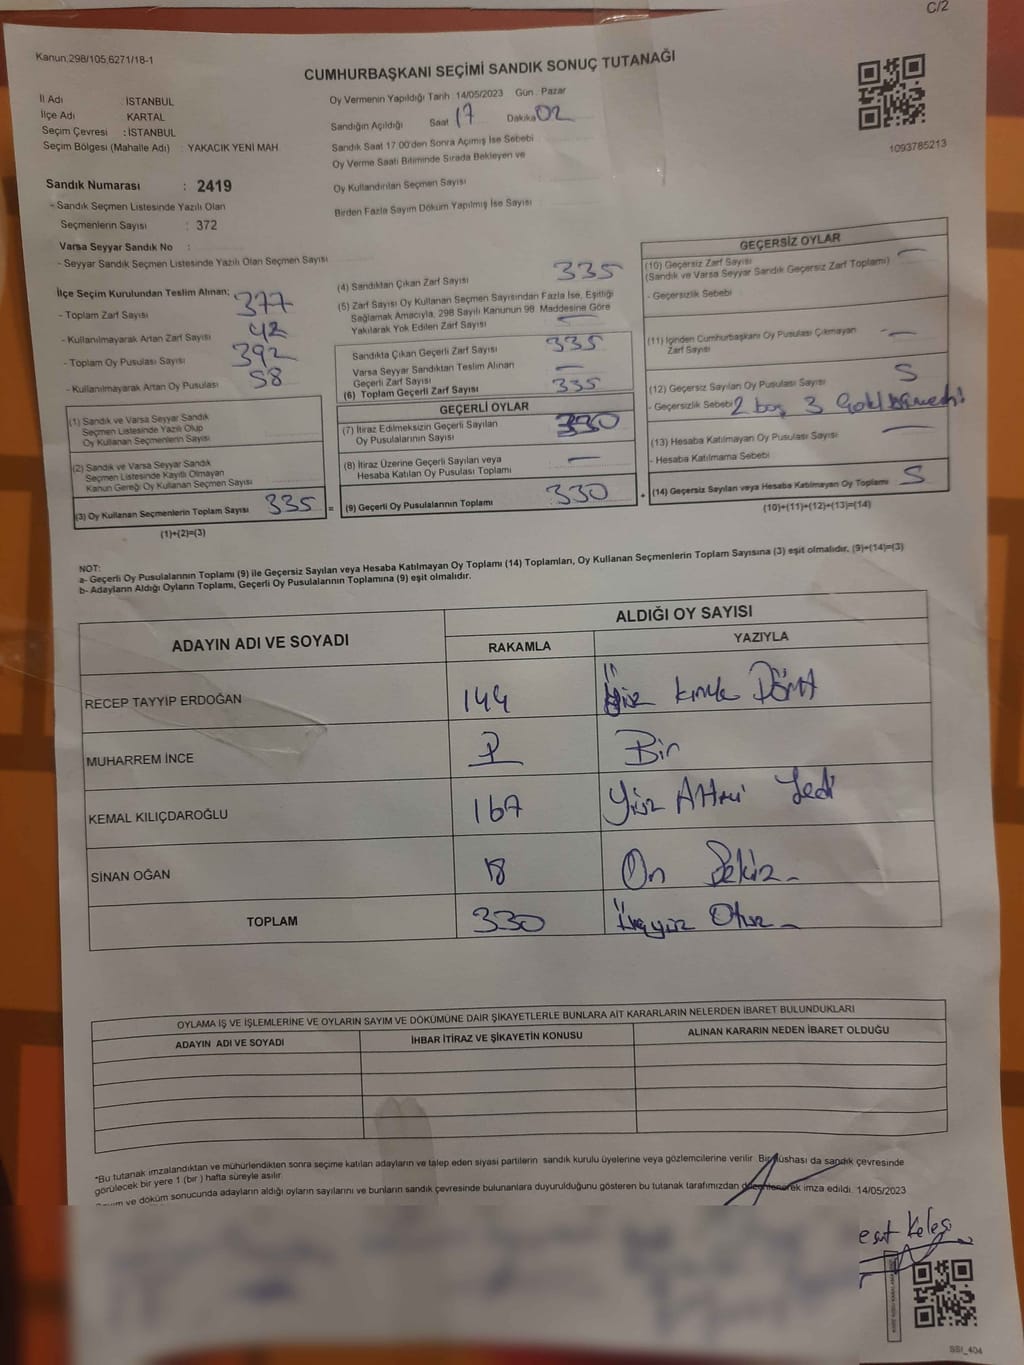 C/2
Kanun.298/105,6271/18-1
CUMHURBAŞKANI SEÇİMİ SANDIK SONUÇ TUTANAĞI
İl Adı : İSTANBUL
İlçe Adı : KARTAL
Seçim Çevresi : İSTANBUL
Seçim Bölgesi (Mahalle Adı) : YAKACIK YENİ MAH
Oy Vermenin Yapıldığı Tarih : 14/05/2023 Gün : Pazar
Sandığın Açıldığı Saat 17 Dakika 02
Sandık Saat 17.00'den Sonra Açılmış İse Sebebi
Oy Verme Saati Bitiminde Sırada Bekleyen ve
Oy Kullandırılan Seçmen Sayısı
Birden Fazla Sayım Döküm Yapılmış İse Sayısı
1093785213
Sandık Numarası : 2419
- Sandık Seçmen Listesinde Yazılı Olan
Seçmenlerin Sayısı : 372
Varsa Seyyar Sandık No :
- Seyyar Sandık Seçmen Listesinde Yazılı Olan Seçmen Sayısı
İlçe Seçim Kurulundan Teslim Alınan;
- Toplam Zarf Sayısı 377
- Kullanılmayarak Artan Zarf Sayısı 42
- Toplam Oy Pusulası Sayısı 392
- Kullanılmayarak Artan Oy Pusulası 58
(1) Sandık ve Varsa Seyyar Sandık
Seçmen Listesinde Yazılı Olup
Oy Kullanan Seçmenlerin Sayısı
(2) Sandık ve Varsa Seyyar Sandık
Seçmen Listesinde Kayıtlı Olmayan
Kanun Gereği Oy Kullanan Seçmen Sayısı
(3) Oy Kullanan Seçmenlerin Toplam Sayısı 335 =
(1)+(2)=(3)
(4) Sandıktan Çıkan Zarf Sayısı 335
(5) Zarf Sayısı Oy Kullanan Seçmen Sayısından Fazla İse, Eşitliği
Sağlamak Amacıyla, 298 Sayılı Kanunun 98. Maddesine Göre
Yakılarak Yok Edilen Zarf Sayısı —
Sandıkta Çıkan Geçerli Zarf Sayısı 335
Varsa Seyyar Sandıktan Teslim Alınan
Geçerli Zarf Sayısı —
(6) Toplam Geçerli Zarf Sayısı 335
GEÇERLİ OYLAR
(7) İtiraz Edilmeksizin Geçerli Sayılan
Oy Pusulalarının Sayısı 330
(8) İtiraz Üzerine Geçerli Sayılan veya
Hesaba Katılan Oy Pusulası Toplamı —
(9) Geçerli Oy Pusulalarının Toplamı 330 +
GEÇERSİZ OYLAR
(10) Geçersiz Zarf Sayısı —
(Sandık ve Varsa Seyyar Sandık Geçersiz Zarf Toplamı)
- Geçersizlik Sebebi
(11) İçinden Cumhurbaşkanı Oy Pusulası Çıkmayan —
Zarf Sayısı
(12) Geçersiz Sayılan Oy Pusulası Sayısı 5
- Geçersizlik Sebebi 2 boş 3
(13) Hesaba Katılmayan Oy Pusulası Sayısı —
- Hesaba Katılmama Sebebi
(14) Geçersiz Sayılan veya Hesaba Katılmayan Oy Toplamı 5
(10)+(11)+(12)+(13)=(14)
NOT:
a- Geçerli Oy Pusulalarının Toplamı (9) ile Geçersiz Sayılan veya Hesaba Katılmayan Oy Toplamı (14) Toplamları, Oy Kullanan Seçmenlerin Toplam Sayısına (3) eşit olmalıdır. (9)+(14)=(3)
b- Adayların Aldığı Oyların Toplamı, Geçerli Oy Pusulalarının Toplamına (9) eşit olmalıdır.
ADAYIN ADI VE SOYADI ALDIĞI OY SAYISI
RAKAMLA YAZIYLA
RECEP TAYYİP ERDOĞAN 144 Yüz kırk Dört
MUHARREM İNCE 1 Bir
KEMAL KILIÇDAROĞLU 167 Yüz Atmış Yedi
SİNAN OĞAN 18 On Sekiz
TOPLAM 330 Üçyüz Otuz
OYLAMA İŞ VE İŞLEMLERİNE VE OYLARIN SAYIM VE DÖKÜMÜNE DAİR ŞİKAYETLERLE BUNLARA AİT KARARLARIN NELERDEN İBARET BULUNDUKLARI
ADAYIN ADI VE SOYADI İHBAR İTİRAZ VE ŞİKAYETİN KONUSU ALINAN KARARIN NEDEN İBARET OLDUĞU
"Bu tutanak imzalandıktan ve mühürlendikten sonra seçime katılan adayların ve talep eden siyasi partilerin sandık kurulu üyelerine veya gözlemcilerine verilir. Bir nüshası da sandık çevresinde
görülecek bir yere 1 (bir) hafta süreyle asılır.
Sayım ve döküm sonucunda adayların aldığı oyların sayılarını ve bunların sandık çevresinde bulunanlara duyurulduğunu gösteren bu tutanak tarafımızdan düzenlenerek imza edildi. 14/05/2023
esut Keleşi
SSI_404